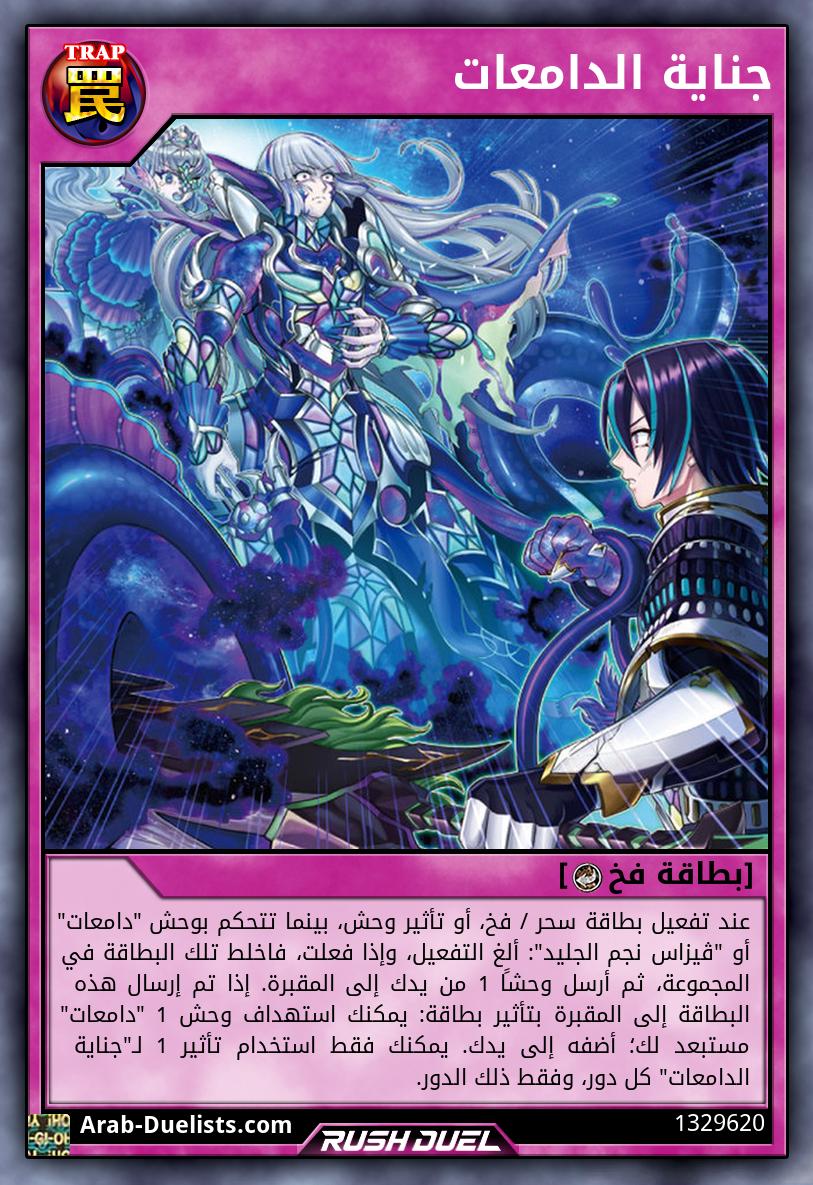 TRAP
罠
جناية الدامعات
[بطاقة فخ]
عند تفعيل بطاقة سحر / فخ، أو تأثير وحش، بينما تتحكم بوحش "دامعات"
أو "ڤيزاس نجم الجليد": ألغِ التفعيل، وإذا فعلت، فاخلط تلك البطاقة في
المجموعة، ثم أرسل وحشاً 1 من يدك إلى المقبرة. إذا تم إرسال هذه
البطاقة إلى المقبرة بتأثير بطاقة: يمكنك استهداف وحش 1 "دامعات"
مستبعد لك؛ أضفه إلى يدك. يمكنك فقط استخدام تأثير 1 لـ"جناية
الدامعات" كل دور، وفقط ذلك الدور.
Arab-Duelists.com
RUSH DUEL
1329620